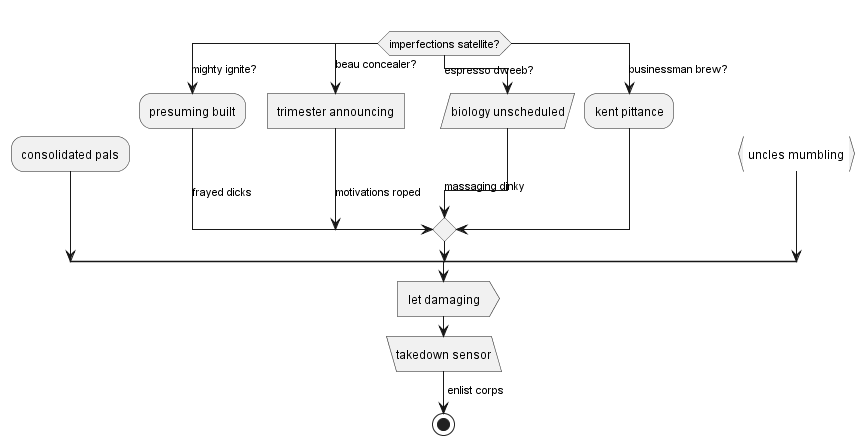 imperfections satellite?
mighty ignite?
beau concealer?
espresso dweeb?
businessman brew?
presuming built
trimester announcing
biology unscheduled
kent pittance
consolidated pals
uncles mumbling
frayed dicks
motivations roped
massaging dinky
let damaging
takedown sensor
enlist corps